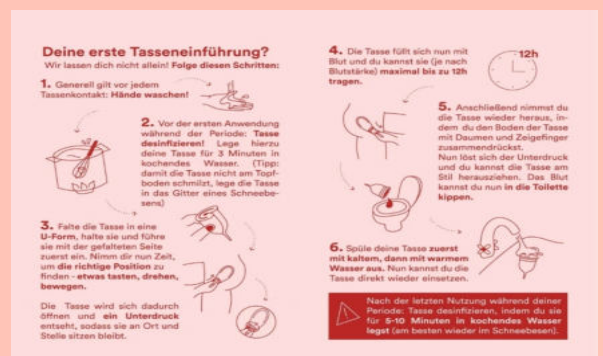 Deine erste Tasseneinführung?
Wir lassen dich nicht allein! Folge diesen Schritten:
1. Generell gilt vor jedem
Tassenkontakt: Hände waschen!
2. Vor der ersten Anwendung
während der Periode: Tasse
desinfizieren! Lege hierzu
deine Tasse für 3 Minuten in
kochendes Wasser. (Tipp:
damit die Tasse nicht am Topf-
boden schmilzt, lege die Tasse
in das Gitter eines Schneebe-
sens)
3. Falte die Tasse in eine
U-Form, halte sie und führe
sie mit der gefalteten Seite
zuerst ein. Nimm dir nun Zeit,
um die richtige Position zu
finden - etwas tasten, drehen,
bewegen.
Die Tasse wird sich dadurch
öffnen und ein Unterdruck
entseht, sodass sie an Ort und
Stelle sitzen bleibt.
4. Die Tasse füllt sich nun mit
Blut und du kannst sie (je nach
Blutstärke) maximal bis zu 12h
tragen.
12h
5. Anschließend nimmst du
die Tasse wieder heraus, in-
dem du den Boden der Tasse
mit Daumen und Zeigefinger
zusammendrückst.
Nun löst sich der Unterdruck
und du kannst die Tasse am
Stil herausziehen. Das Blut
kannst du nun in die Toilette
kippen.
6. Spüle deine Tasse zuerst
mit kaltem, dann mit warmem
Wasser aus. Nun kannst du die
Tasse direkt wieder einsetzen.
Nach der letzten Nutzung während deiner
Periode: Tasse desinfizieren, indem du sie
für 5-10 Minuten in kochendes Wasser
legst (am besten wieder im Schneebesen).